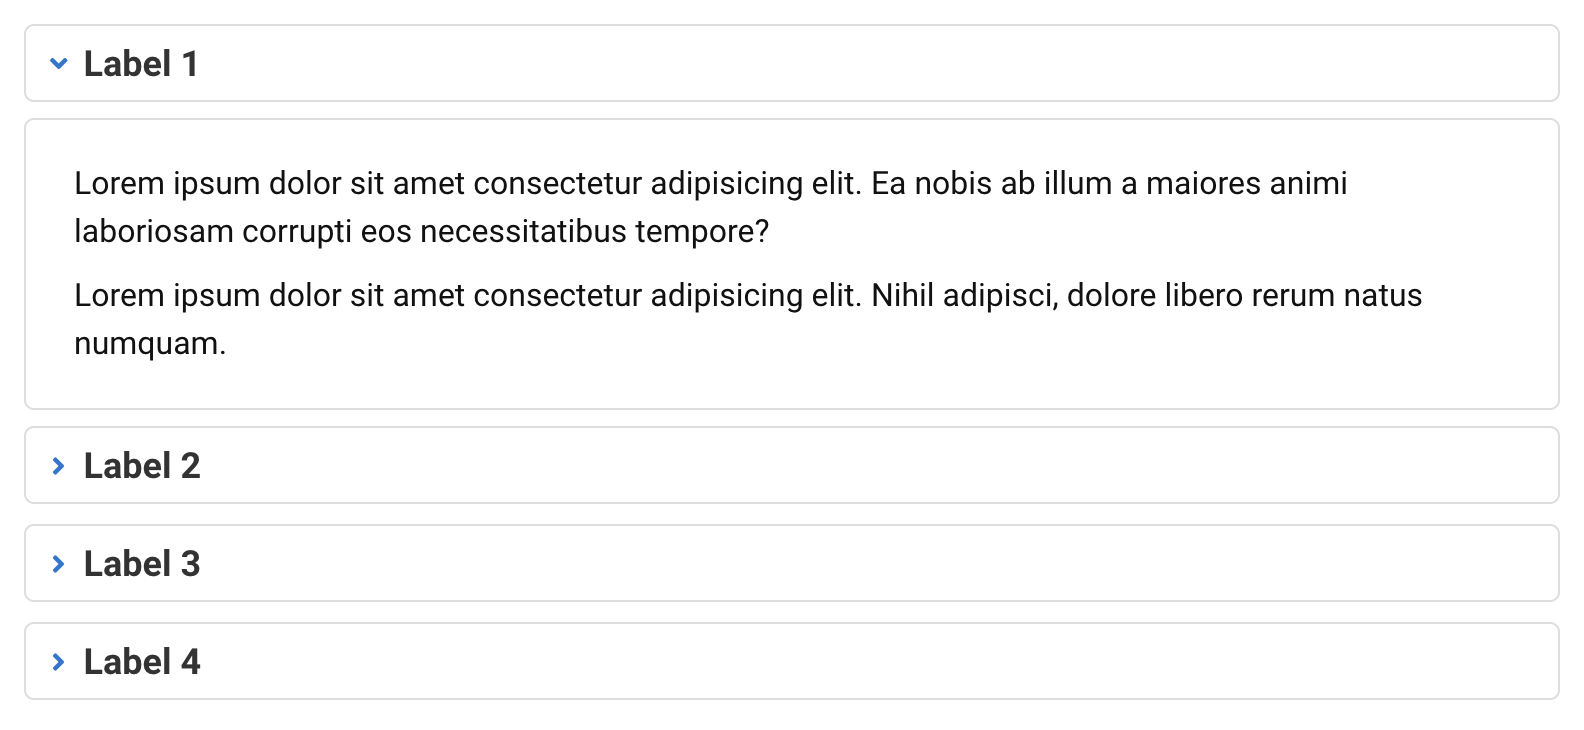 Label 1
Lorem ipsum dolor sit amet consectetur adipisicing elit. Ea nobis ab illum a maiores animi
laboriosam corrupti eos necessitatibus tempore?
Lorem ipsum dolor sit amet consectetur adipisicing elit. Nihil adipisci, dolore libero rerum natus
numquam.
Label 2
Label 3
Label 4